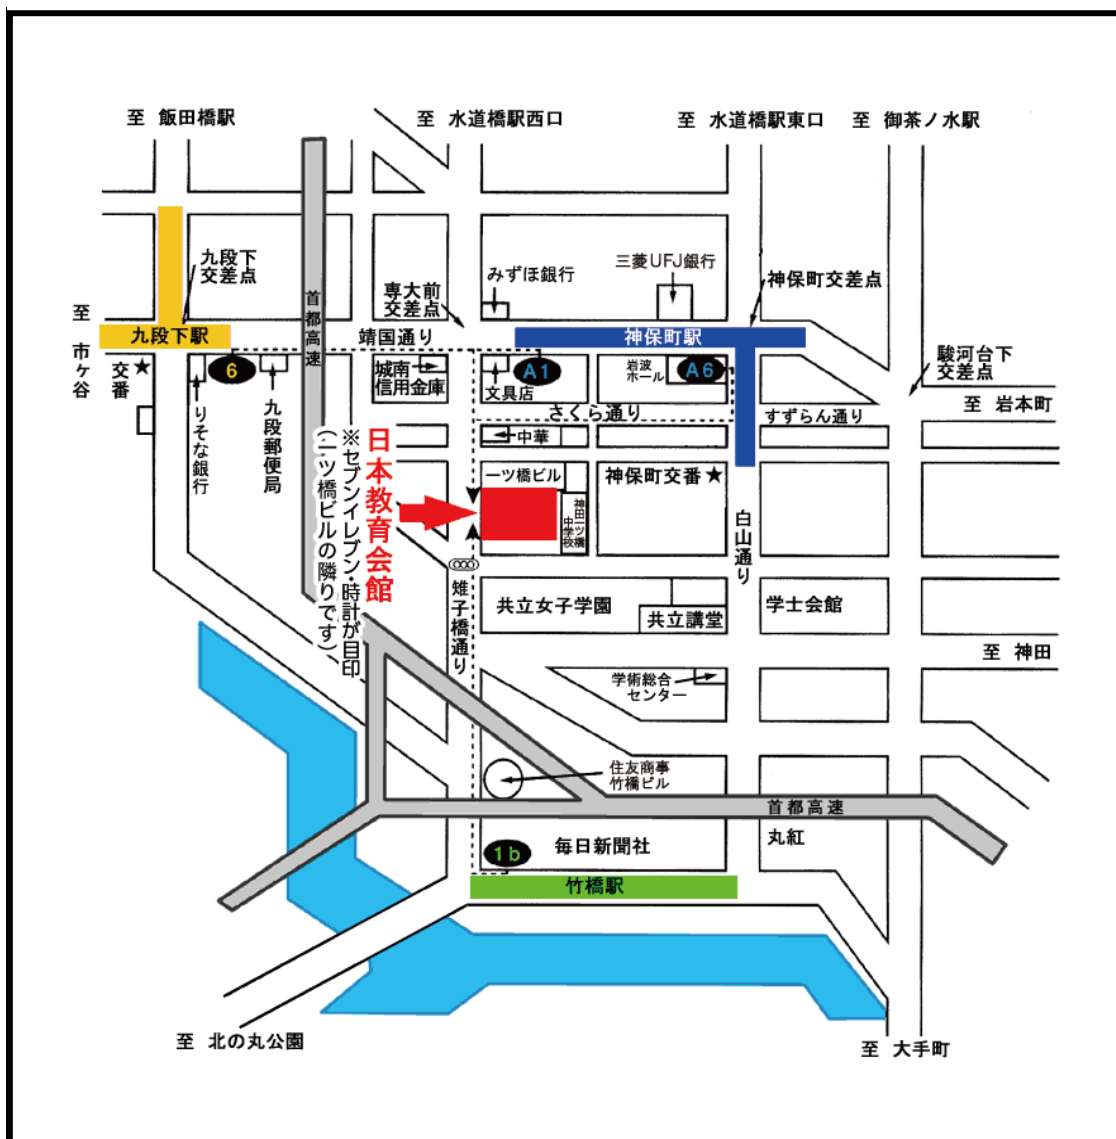 至 飯田橋駅
至 水道橋駅西口
至 水道橋駅東口
至 御茶ノ水駅
九段下
交差点
専大前
交差点
みずほ銀行
三菱UFJ銀行
神保町交差点
至 市ヶ谷
九段下駅
首都高速
靖国通り
神保町駅
駿河台下
交差点
交番★
6
城南
信用金庫
文具店
A1
岩波
ホール
A6
至 岩本町
りそな銀行
九段郵便局
さくら通り
すずらん通り
中華
日本教育会館
※セブンイレブン・時計が目印
(一ツ橋ビルの隣りです)
一ツ橋ビル
神田一ツ橋
中学校
神保町交番★
白山通り
雉子橋通り
共立女子学園
共立講堂
学士会館
至 神田
学術総合
センター
住友商事
竹橋ビル
首都高速
丸紅
毎日新聞社
1b
竹橋駅
至 北の丸公園
至 大手町